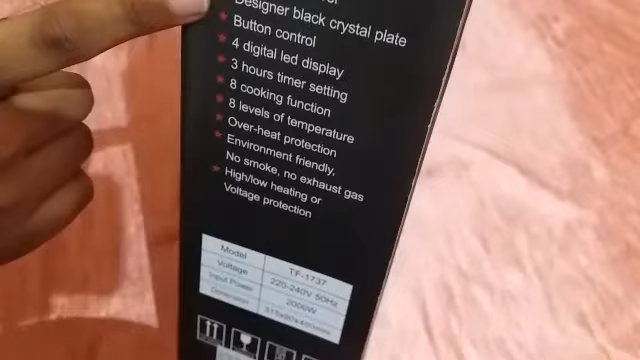 Designer black crystal plate
Button control
4 digital led display
3 hours timer setting
8 cooking function
8 levels of temperature
Over-heat protection
Environment friendly,
No smoke, no exhaust gas
High/low heating or
Voltage protection
Model TF-1737
Voltage 220-240V 50Hz
Input Power 2000W
Dimension